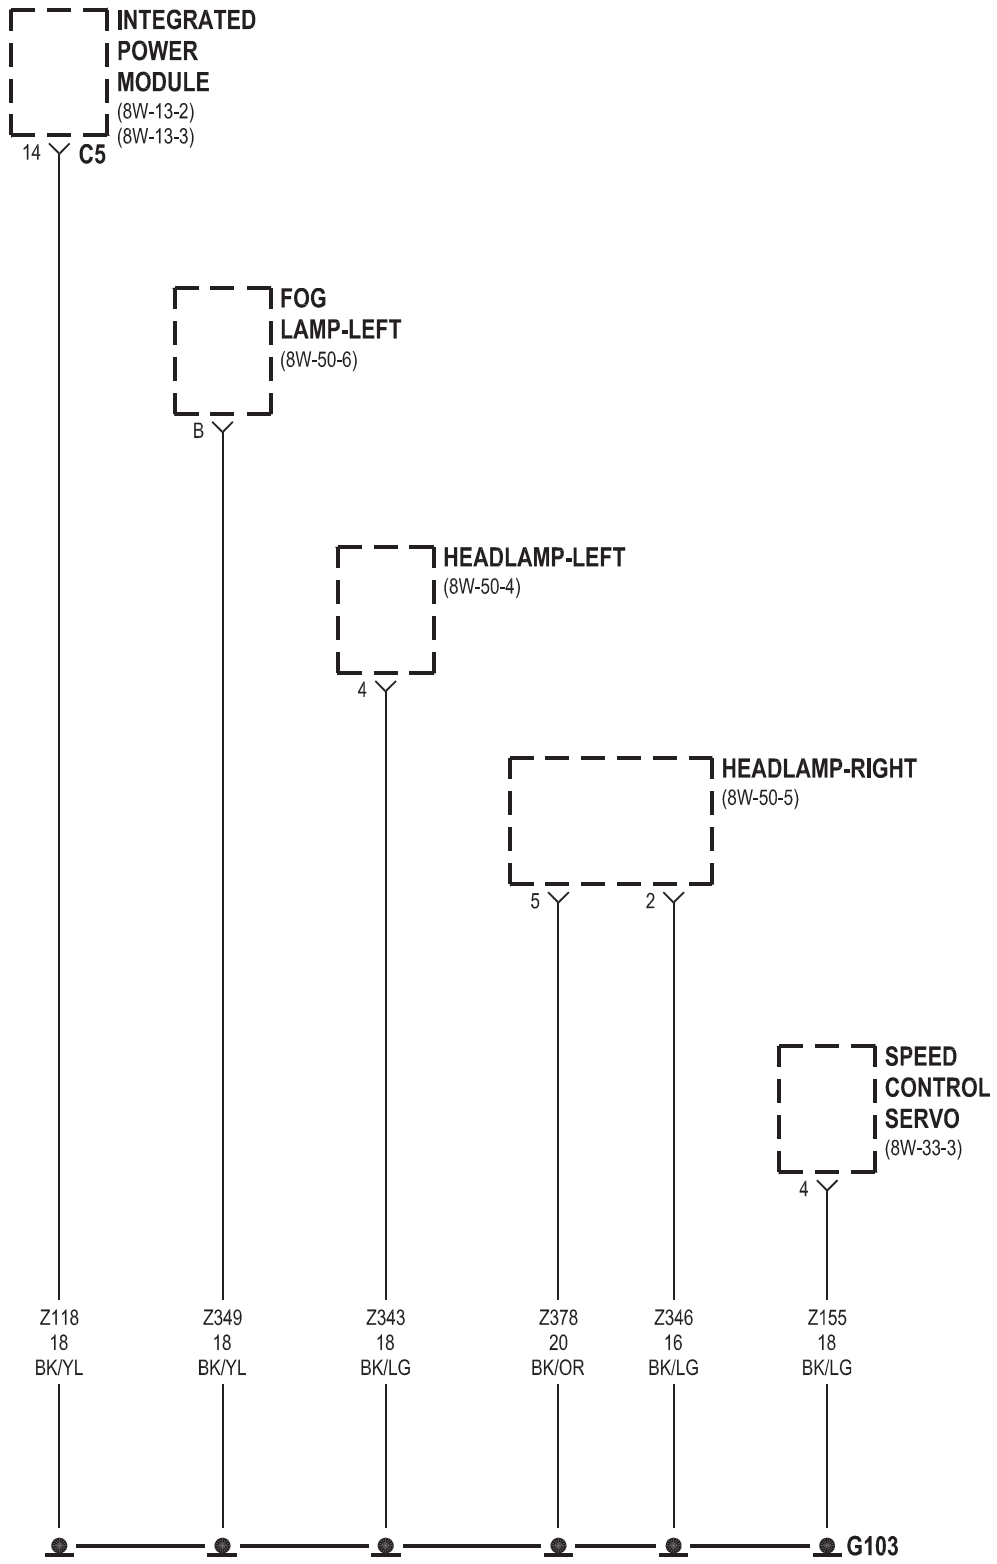 INTEGRATED
POWER
MODULE
(8W-13-2)
(8W-13-3)
14
C5
FOG
LAMP-LEFT
(8W-50-6)
B
HEADLAMP-LEFT
(8W-50-4)
4
HEADLAMP-RIGHT
(8W-50-5)
5
2
SPEED
CONTROL
SERVO
(8W-33-3)
4
Z118
18
BK/YL
Z349
18
BK/YL
Z343
18
BK/LG
Z378
20
BK/OR
Z346
16
BK/LG
Z155
18
BK/LG
G103